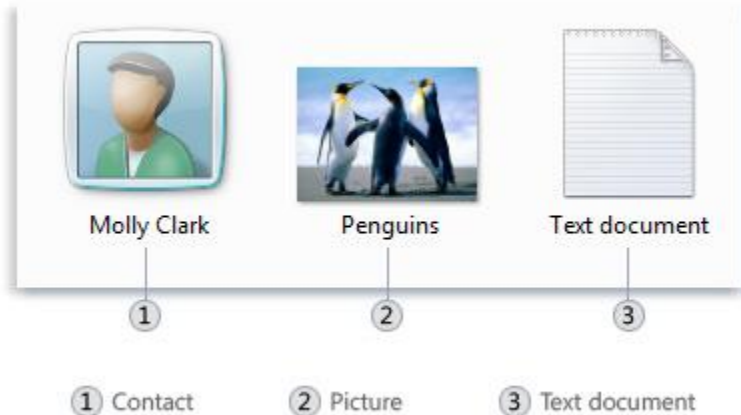 Molly Clark Penguins Text document
1 2 3
1 Contact 2 Picture 3 Text document